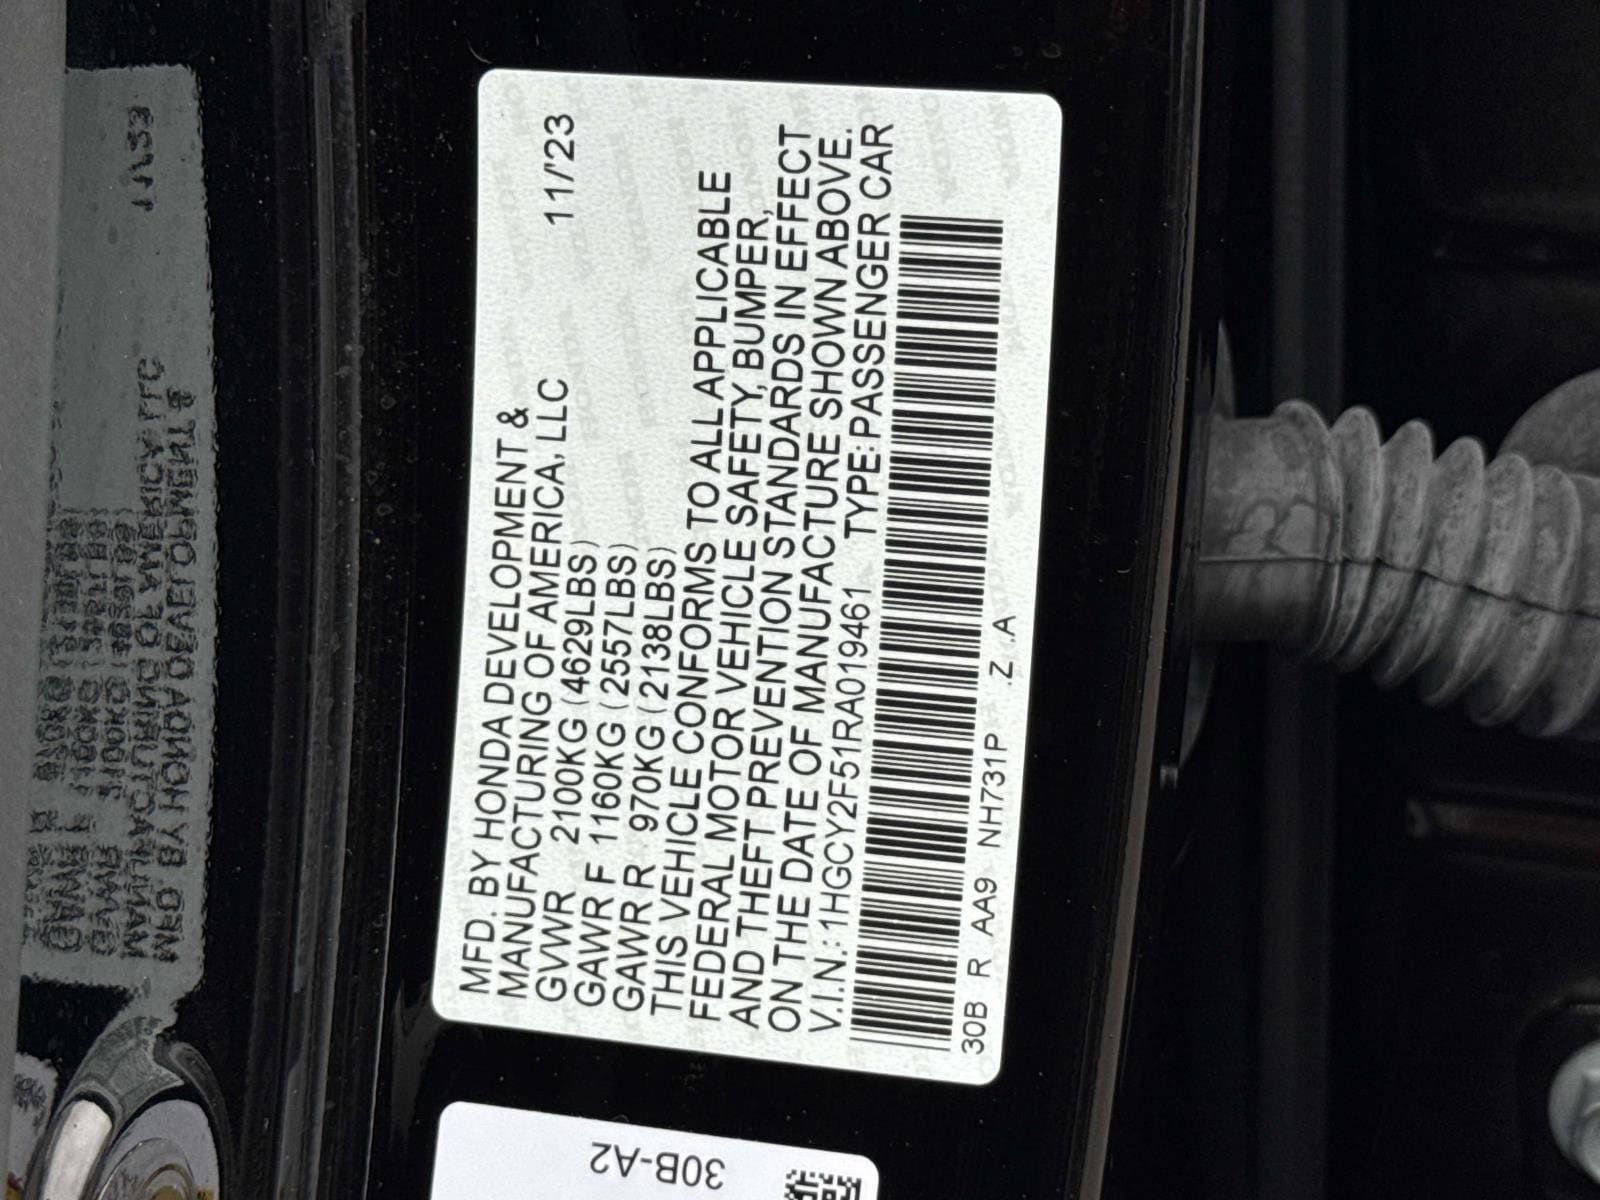 MFD. BY HONDA DEVELOPMENT &
MANUFACTURING OF AMERICA, LLC 11/'23
GVWR 2100KG (4629LBS)
GAWR F 1160KG (2557LBS)
GAWR R 970KG (2138LBS)
THIS VEHICLE CONFORMS TO ALL APPLICABLE
FEDERAL MOTOR VEHICLE SAFETY, BUMPER,
AND THEFT PREVENTION STANDARDS IN EFFECT
ON THE DATE OF MANUFACTURE SHOWN ABOVE.
V.I.N.: 1HGCY2F51RA019461 TYPE: PASSENGER CAR
30B R AA9 NH731P .Z .A
30B-A2